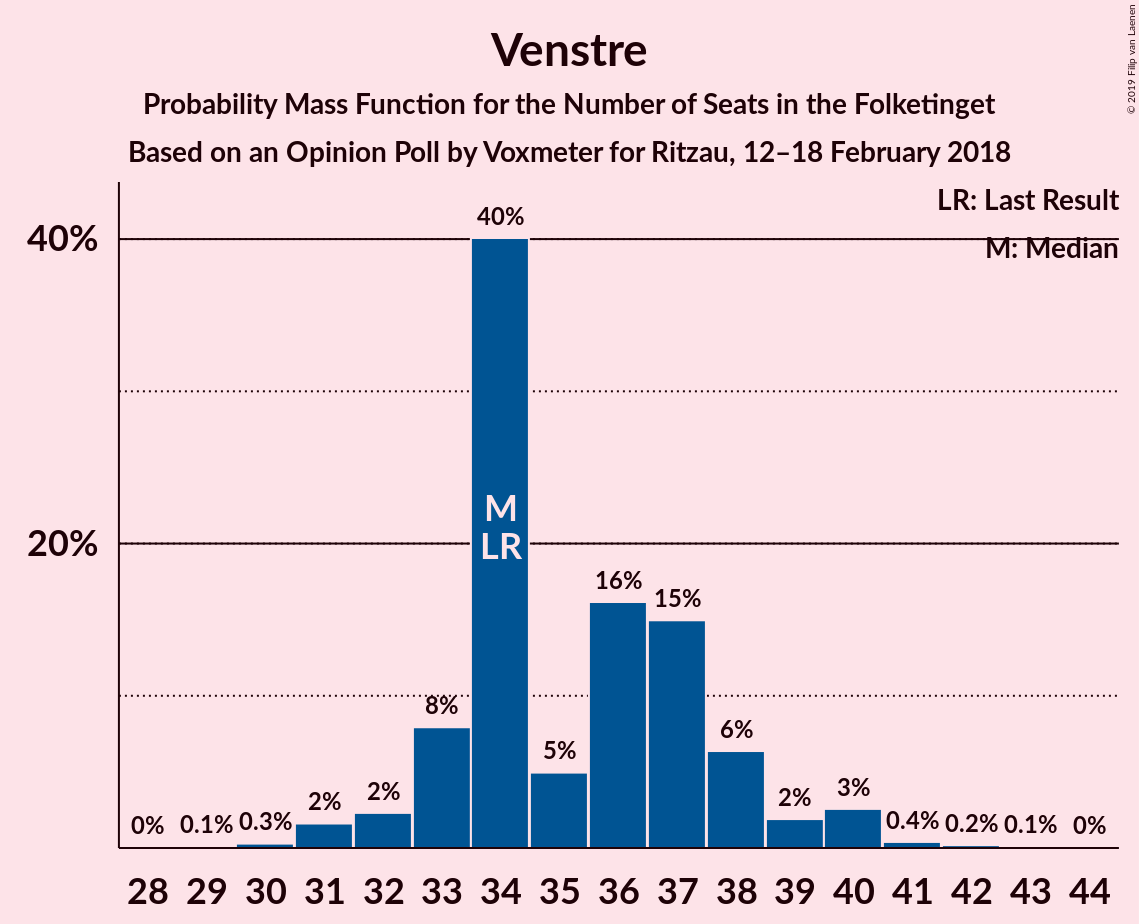 Venstre
Probability Mass Function for the Number of Seats in the Folketinget
Based on an Opinion Poll by Voxmeter for Ritzau, 12–18 February 2018
© 2019 Filip van Laenen
LR: Last Result
M: Median
40%
20%
0% 0.1% 0.3% 2% 2% 8% 40% 5% 16% 15% 6% 2% 3% 0.4% 0.2% 0.1% 0%
M
LR
28 29 30 31 32 33 34 35 36 37 38 39 40 41 42 43 44